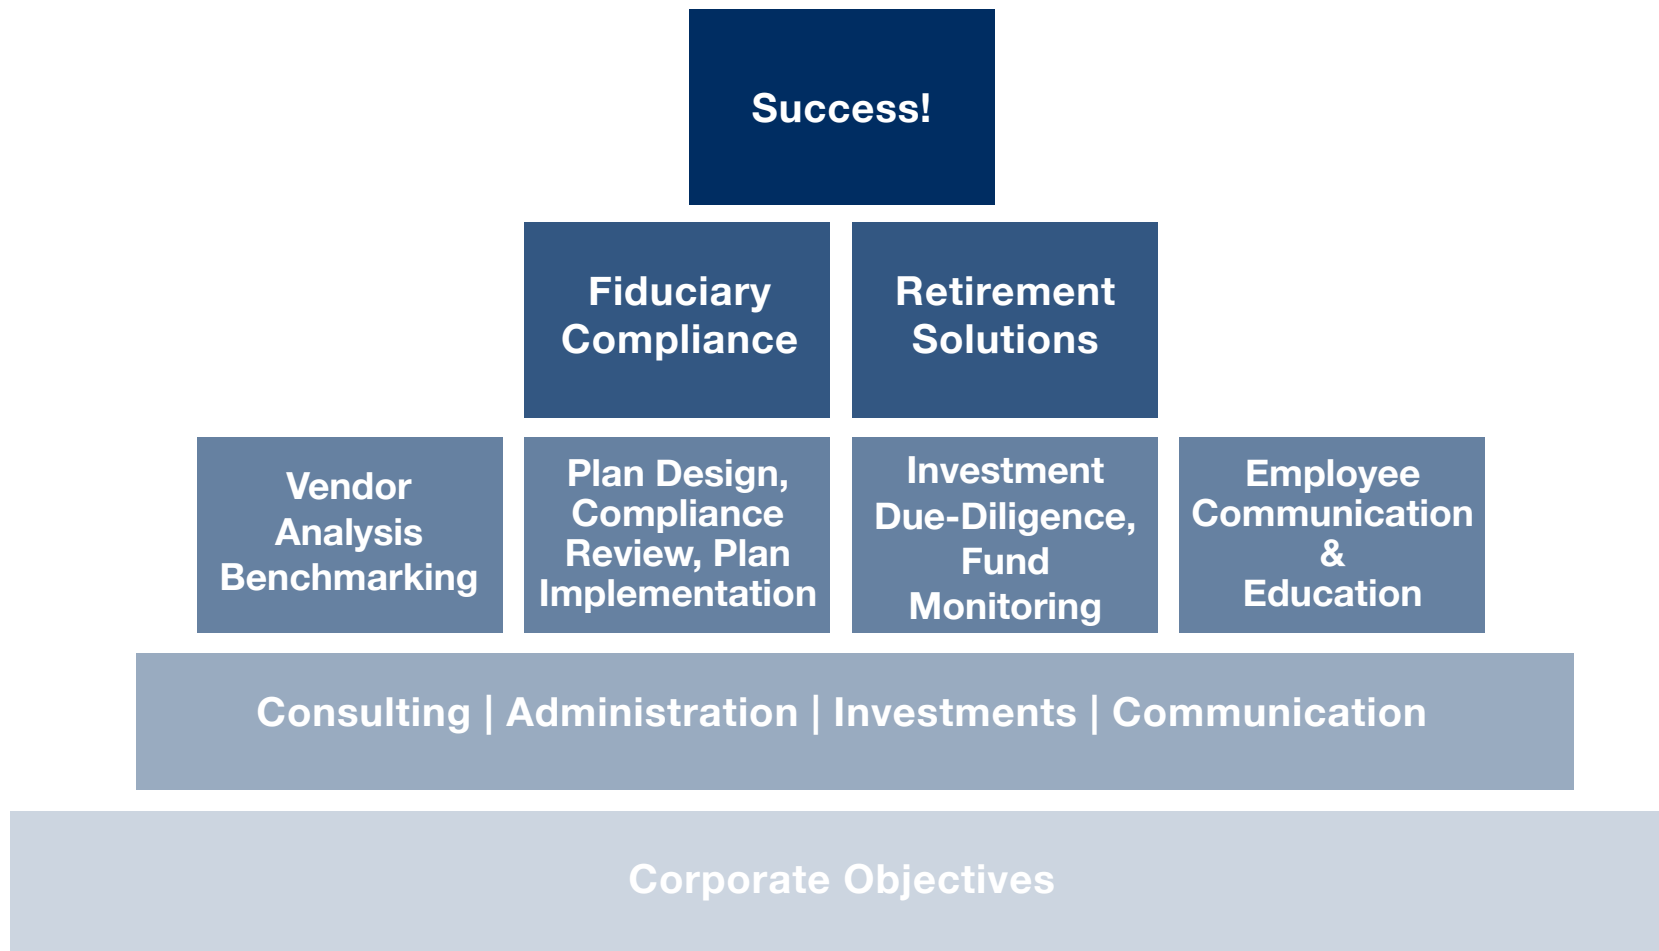 Success!
Fiduciary
Compliance
Retirement
Solutions
Vendor
Analysis
Benchmarking
Plan Design,
Compliance
Review, Plan
Implementation
Investment
Due-Diligence,
Fund
Monitoring
Employee
Communication
&
Education
Consulting | Administration | Investments | Communication
Corporate Objectives